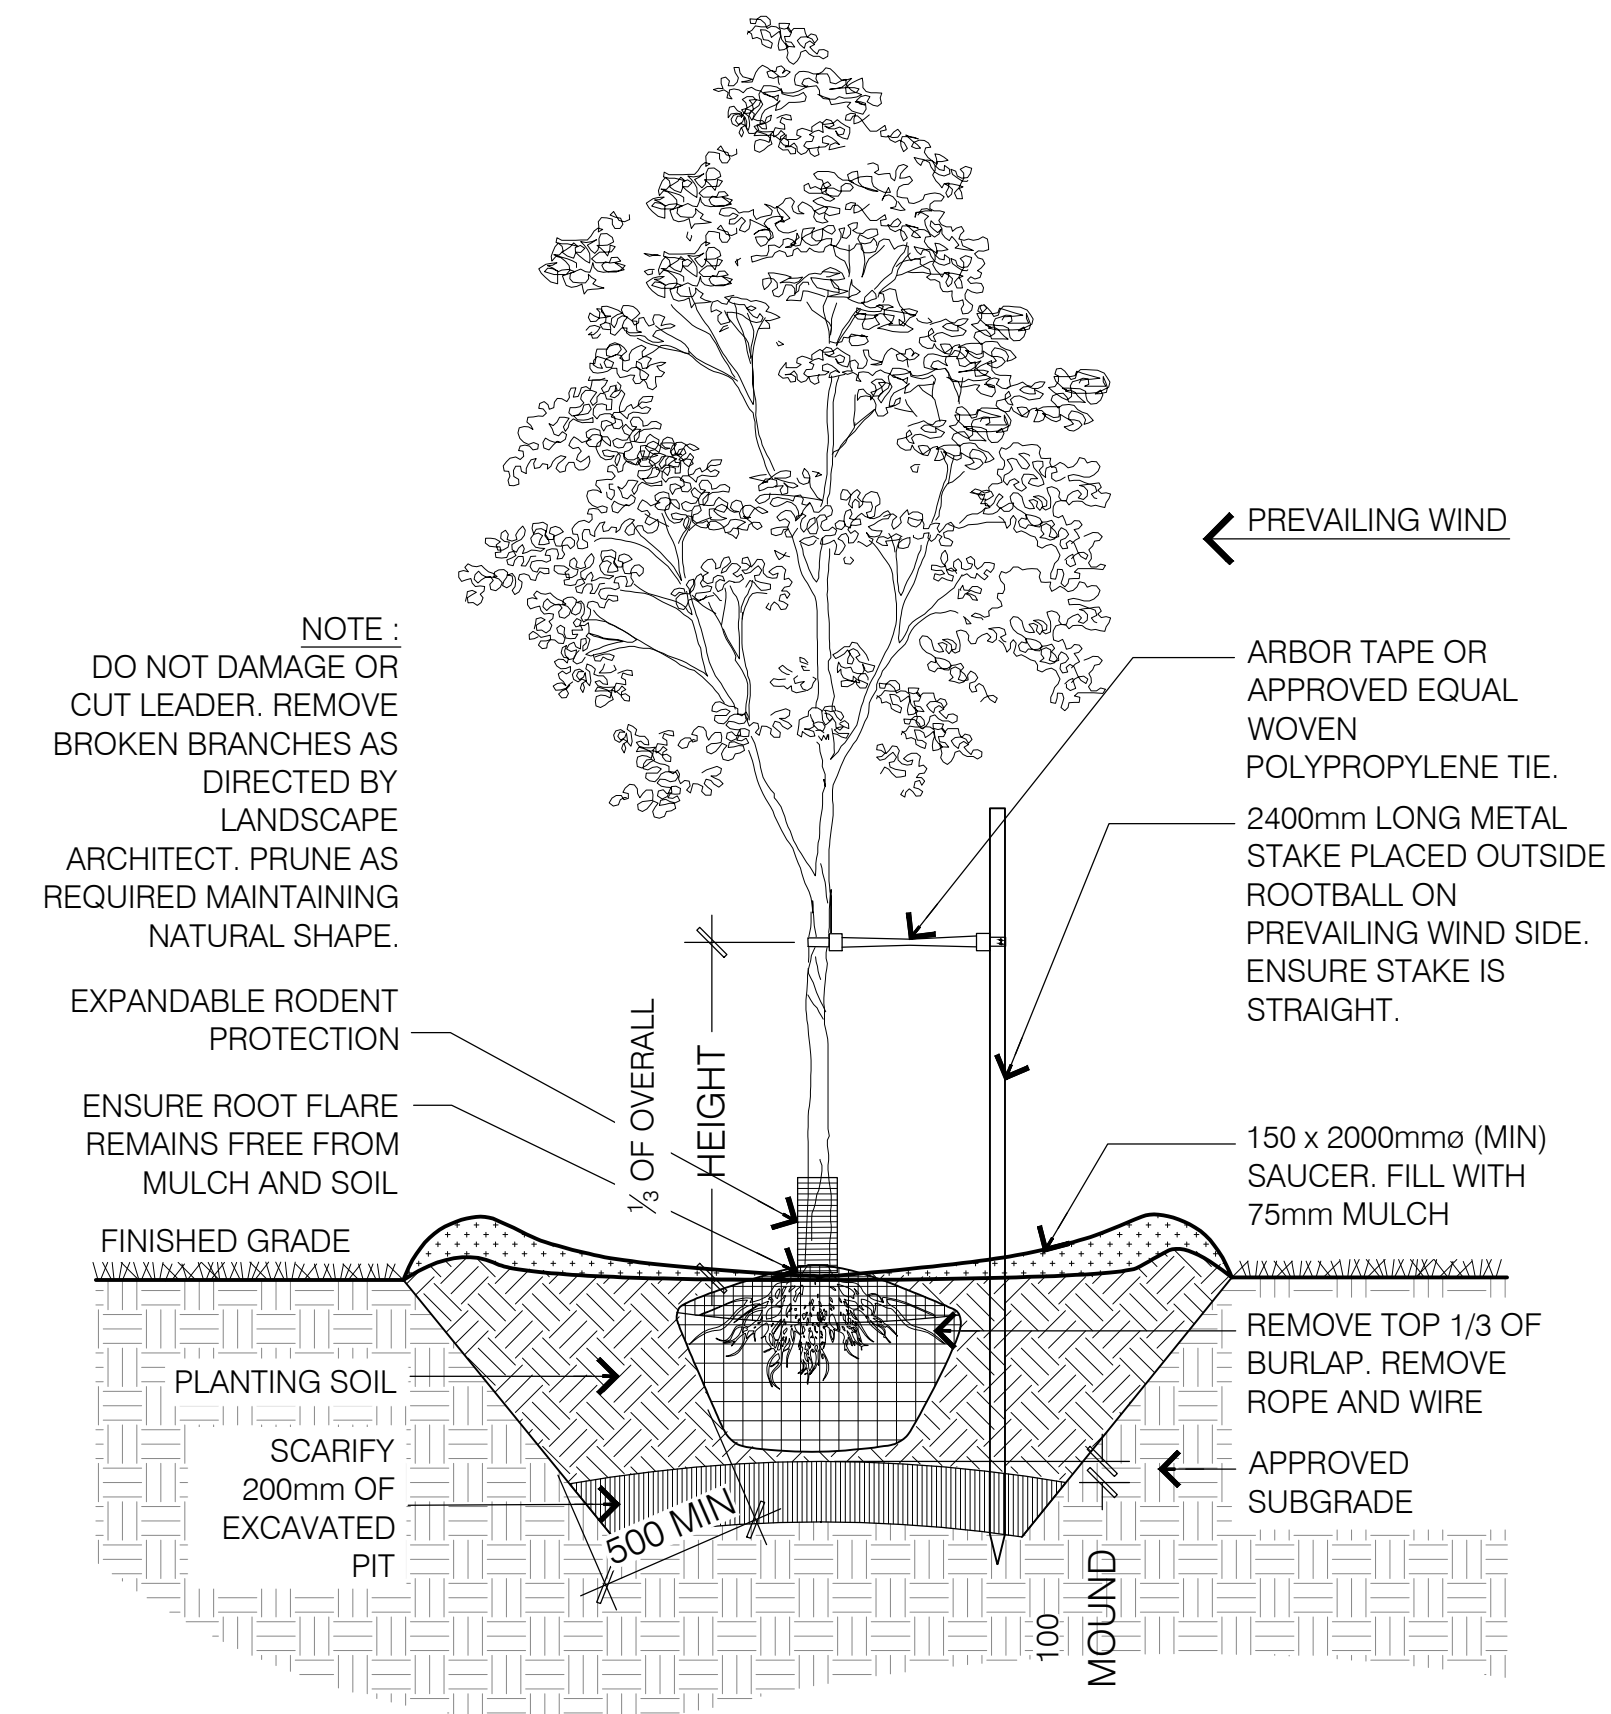 PREVAILING WIND
NOTE :
DO NOT DAMAGE OR
CUT LEADER. REMOVE
BROKEN BRANCHES AS
DIRECTED BY
LANDSCAPE
ARCHITECT. PRUNE AS
REQUIRED MAINTAINING
NATURAL SHAPE.
EXPANDABLE RODENT
PROTECTION
ENSURE ROOT FLARE
REMAINS FREE FROM
MULCH AND SOIL
FINISHED GRADE
PLANTING SOIL
SCARIFY
200mm OF
EXCAVATED
PIT
⅓ OF OVERALL
HEIGHT
500 MIN
100
MOUND
ARBOR TAPE OR
APPROVED EQUAL
WOVEN
POLYPROPYLENE TIE.
2400mm LONG METAL
STAKE PLACED OUTSIDE
ROOTBALL ON
PREVAILING WIND SIDE.
ENSURE STAKE IS
STRAIGHT.
150 x 2000mmø (MIN)
SAUCER. FILL WITH
75mm MULCH
REMOVE TOP 1/3 OF
BURLAP. REMOVE
ROPE AND WIRE
APPROVED
SUBGRADE